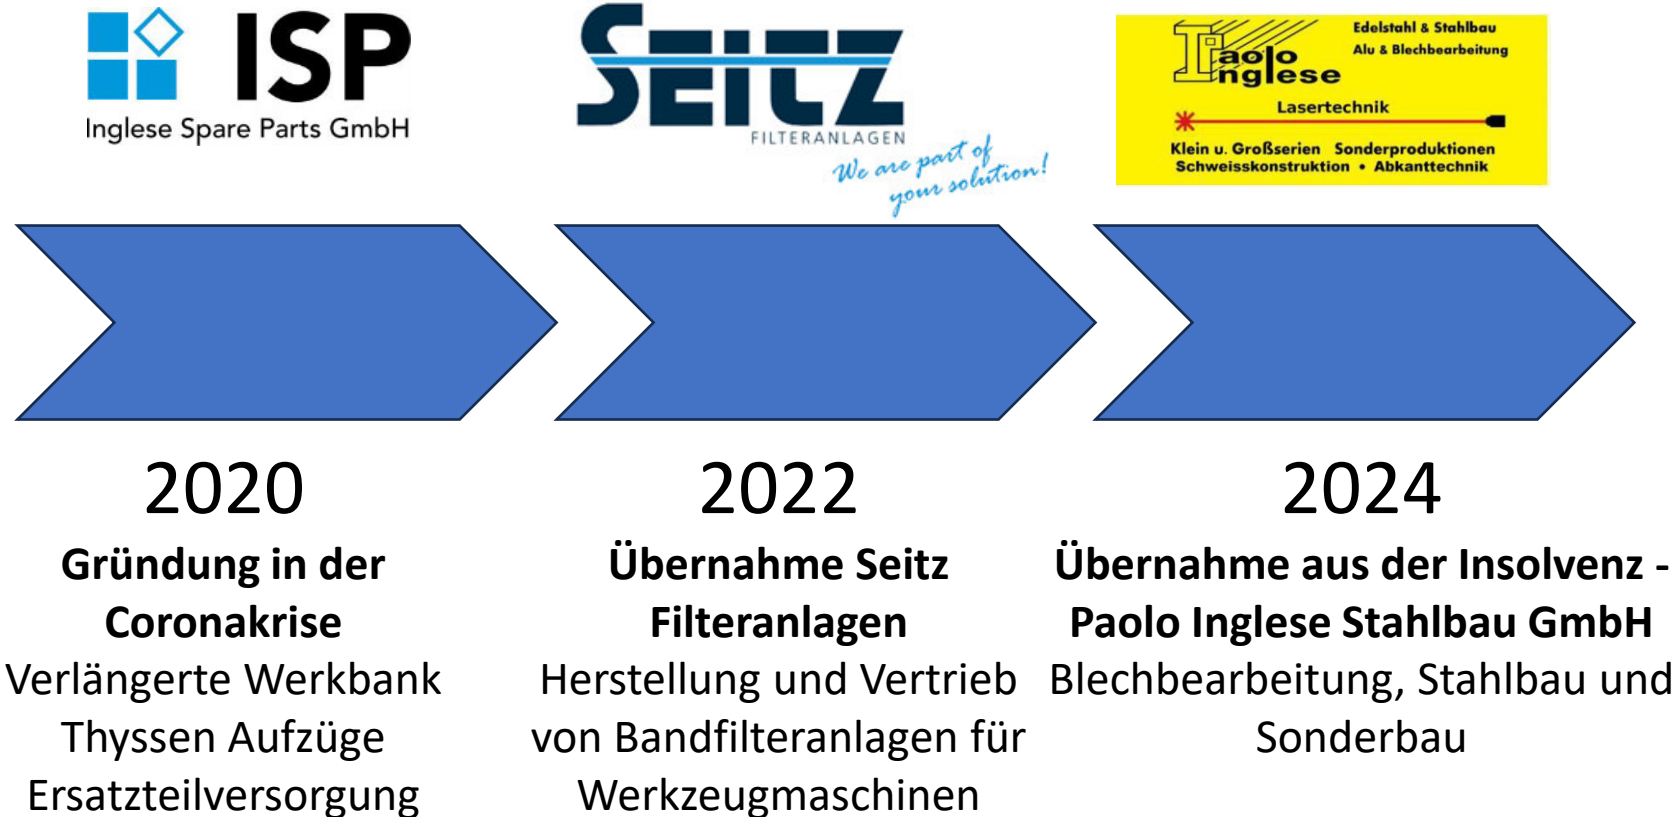 ISP
Inglese Spare Parts GmbH
SEITZ
FILTERANLAGEN
We are part of
your solution!
Paolo
Inglese
Edelstahl & Stahlbau
Alu & Blechbearbeitung
Lasertechnik
Klein u. Großserien Sonderproduktionen
Schweisskonstruktion • Abkanttechnik
2020
Gründung in der
Coronakrise
Verlängerte Werkbank
Thyssen Aufzüge
Ersatzteilversorgung
2022
Übernahme Seitz
Filteranlagen
Herstellung und Vertrieb
von Bandfilteranlagen für
Werkzeugmaschinen
2024
Übernahme aus der Insolvenz -
Paolo Inglese Stahlbau GmbH
Blechbearbeitung, Stahlbau und
Sonderbau